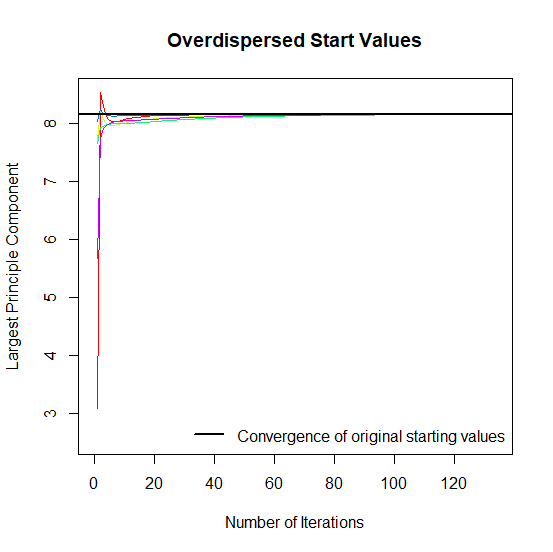 Overdispersed Start Values
Largest Principle Component
8
7
6
5
4
3
Convergence of original starting values
0 20 40 60 80 100 120
Number of Iterations